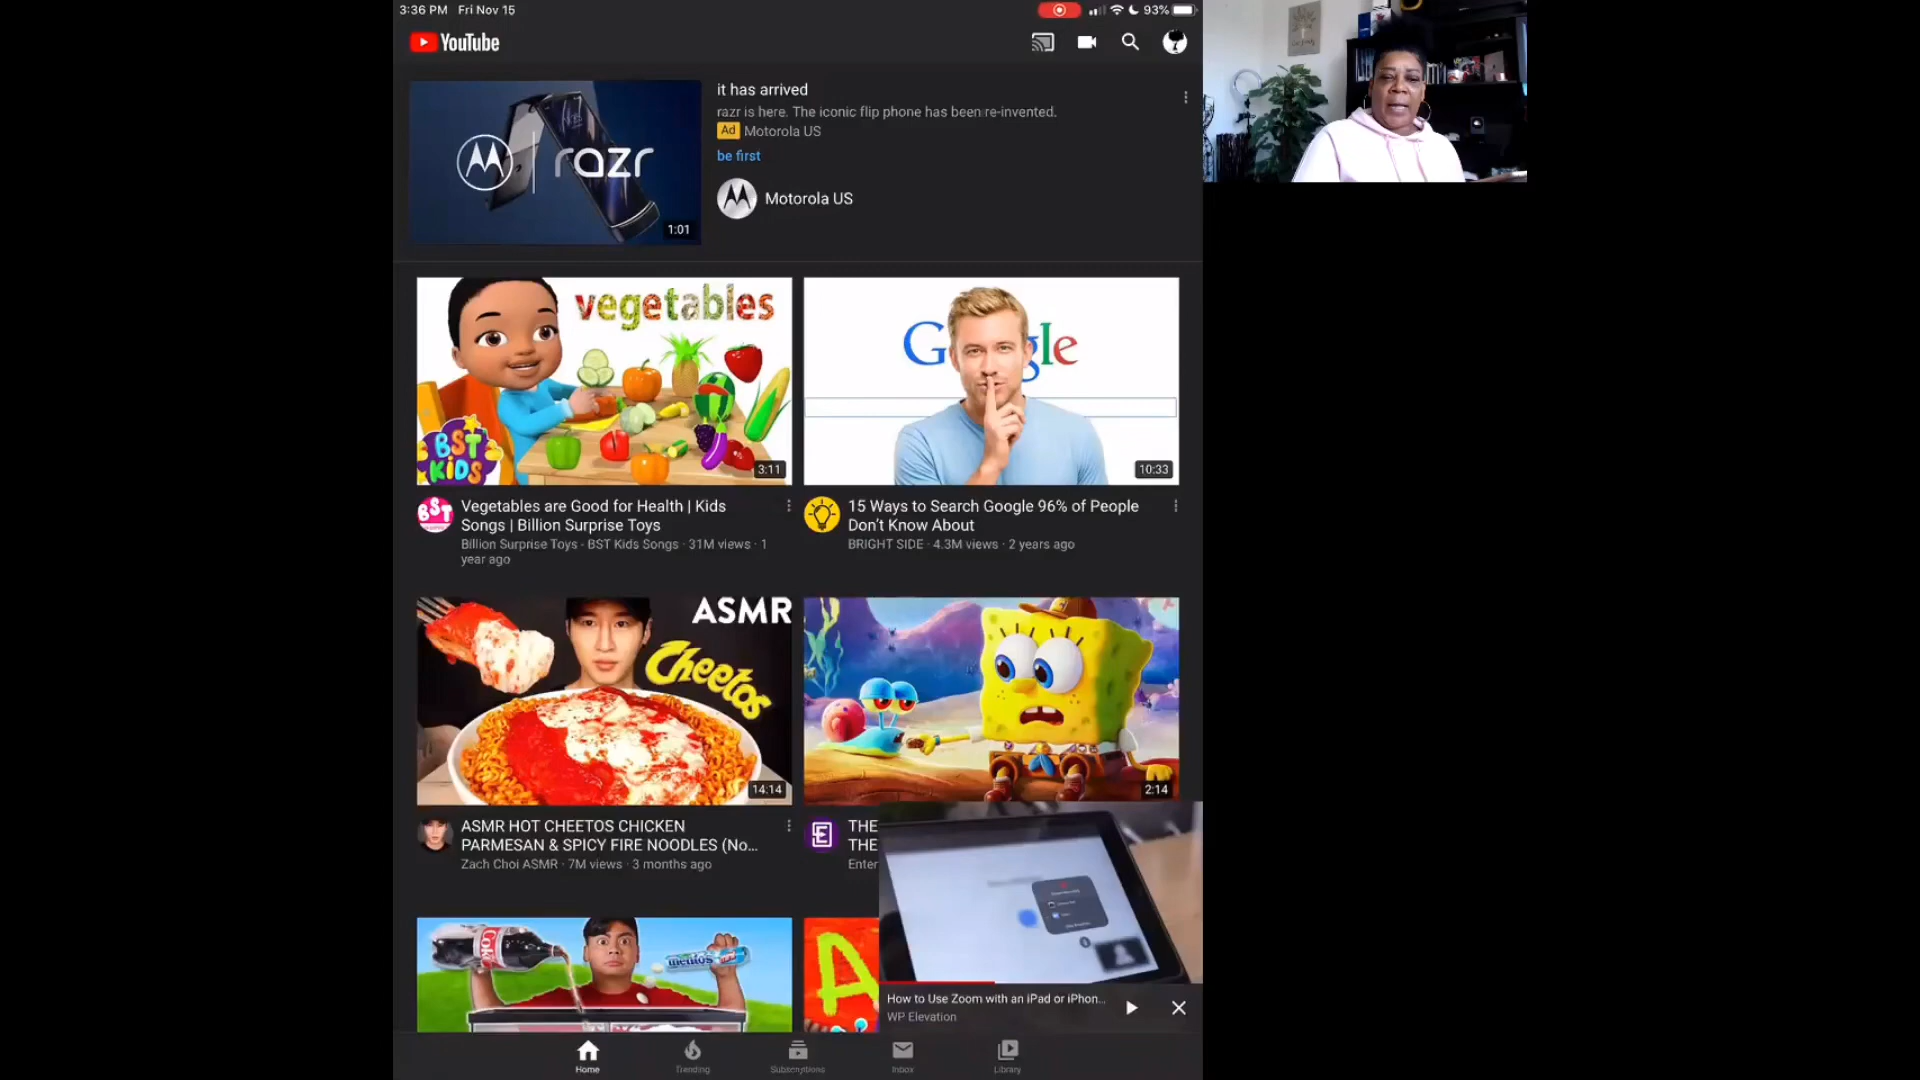 3:36 PM Fri Nov 15
93%
YouTube
it has arrived
razr is here. The iconic flip phone has been re-invented.
Ad Motorola US
be first
Motorola US
razr
1:01
vegetables
BST
KiDS
3:11
Google
10:33
BST
Vegetables are Good for Health | Kids
Songs | Billion Surprise Toys
Billion Surprise Toys - BST Kids Songs · 31M views · 1
year ago
15 Ways to Search Google 96% of People
Don't Know About
BRIGHT SIDE · 4.3M views · 2 years ago
ASMR
Cheetos
14:14
2:14
ASMR HOT CHEETOS CHICKEN
PARMESAN & SPICY FIRE NOODLES (No...
Zach Choi ASMR · 7M views · 3 months ago
THE
THE
Enter
Coke
mentos
A
How to Use Zoom with an iPad or iPhon...
WP Elevation
Home
Trending
Subscriptions
Inbox
Library